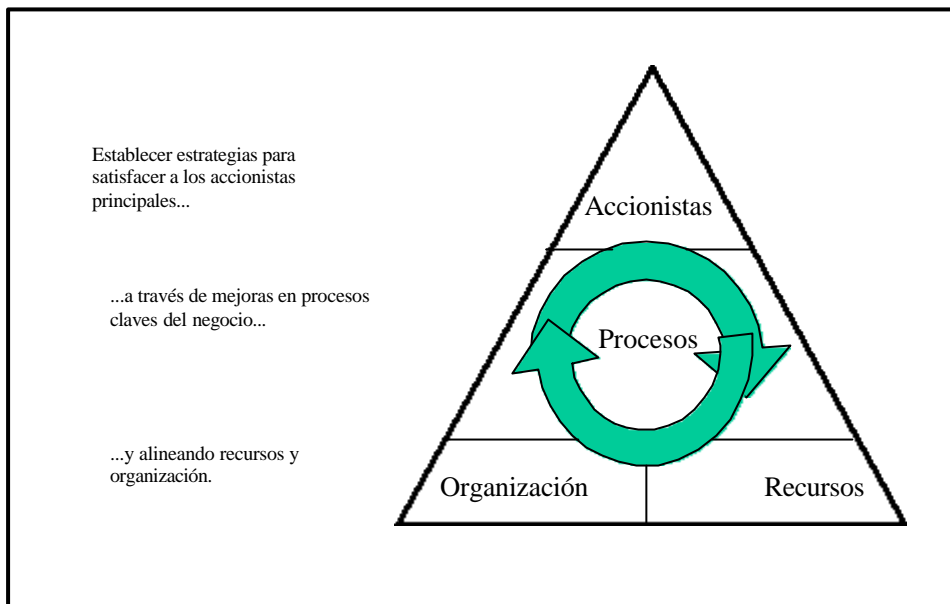 Establecer estrategias para
satisfacer a los accionistas
principales...
Accionistas
...a través de mejoras en procesos
claves del negocio...
Procesos
...y alineando recursos y
organización.
Organización
Recursos